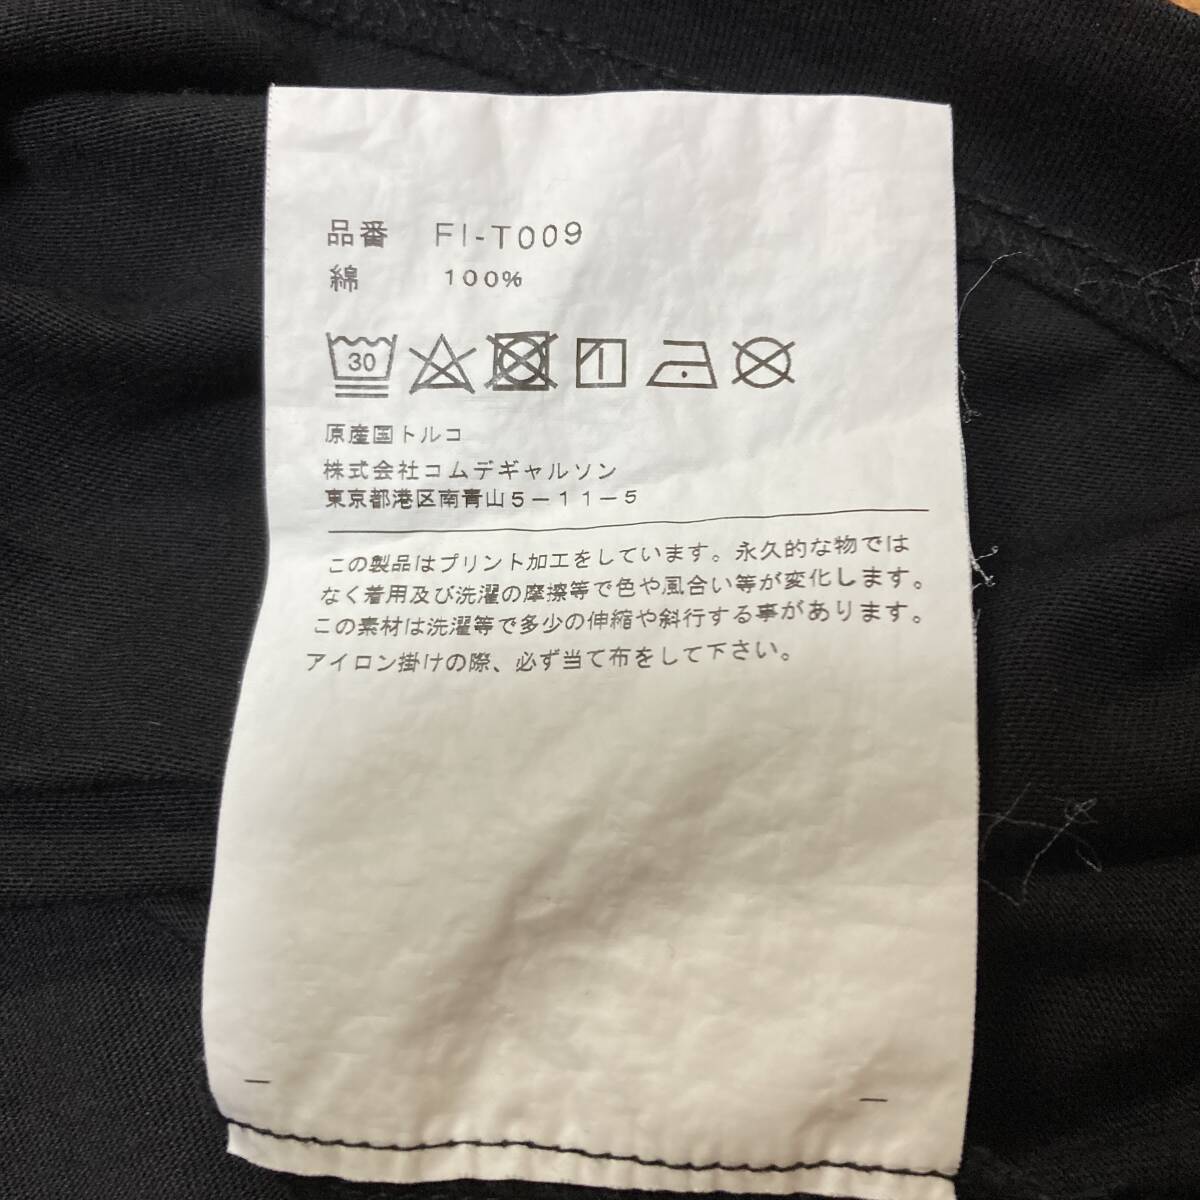 品番 FI-T009
綿 100%
30
原産国トルコ
株式会社コムデギャルソン
東京都港区南青山5-11-5
この製品はプリント加工をしています。永久的な物では
なく着用及び洗濯の摩擦等で色や風合い等が変化します。
この素材は洗濯等で多少の伸縮や斜行する事があります。
アイロン掛けの際、必ず当て布をして下さい。